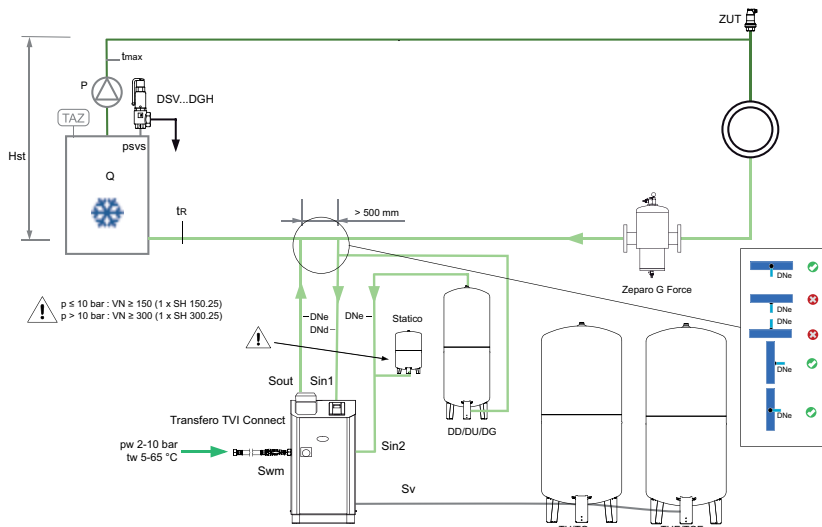 ZUT
tmax
P
DSV...DGH
TAZ
psvs
Hst
Q
tR
> 500 mm
Zeparo G Force
p ≤ 10 bar : VN ≥ 150 (1 x SH 150.25)
p > 10 bar : VN ≥ 300 (1 x SH 300.25)
DNe
DNd
DNe
Statico
Sout
Sin1
DD/DU/DG
Transfero TVI Connect
pw 2-10 bar
tw 5-65 °C
Swm
Sin2
Sv
DNe
DNe
DNe
DNe
DNe